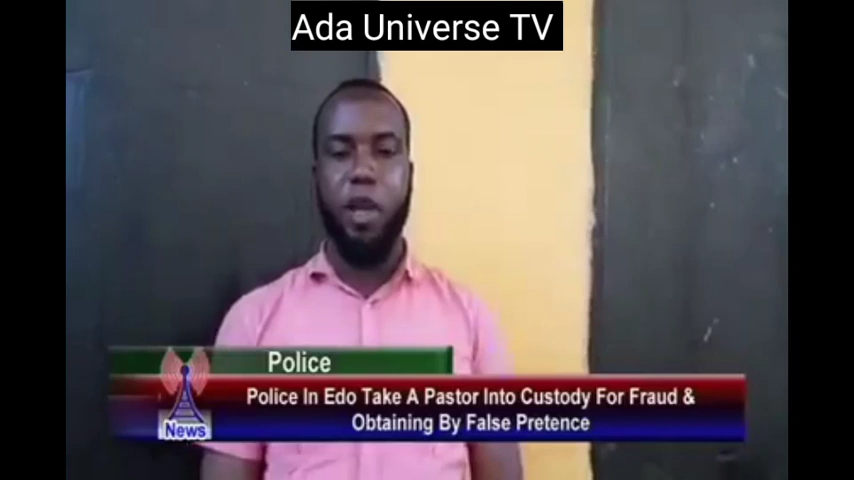 Ada Universe TV
Police
Police In Edo Take A Pastor Into Custody For Fraud &
Obtaining By False Pretence
News